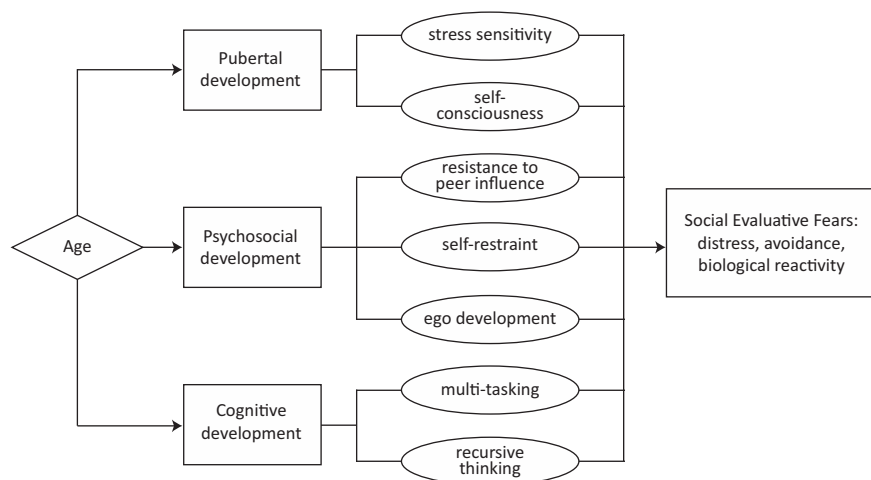 stress sensitivity
Pubertal
development
self-
consciousness
resistance to
peer influence
Age
Psychosocial
development
self-restraint
Social Evaluative Fears:
distress, avoidance,
biological reactivity
ego development
multi-tasking
Cognitive
development
recursive
thinking